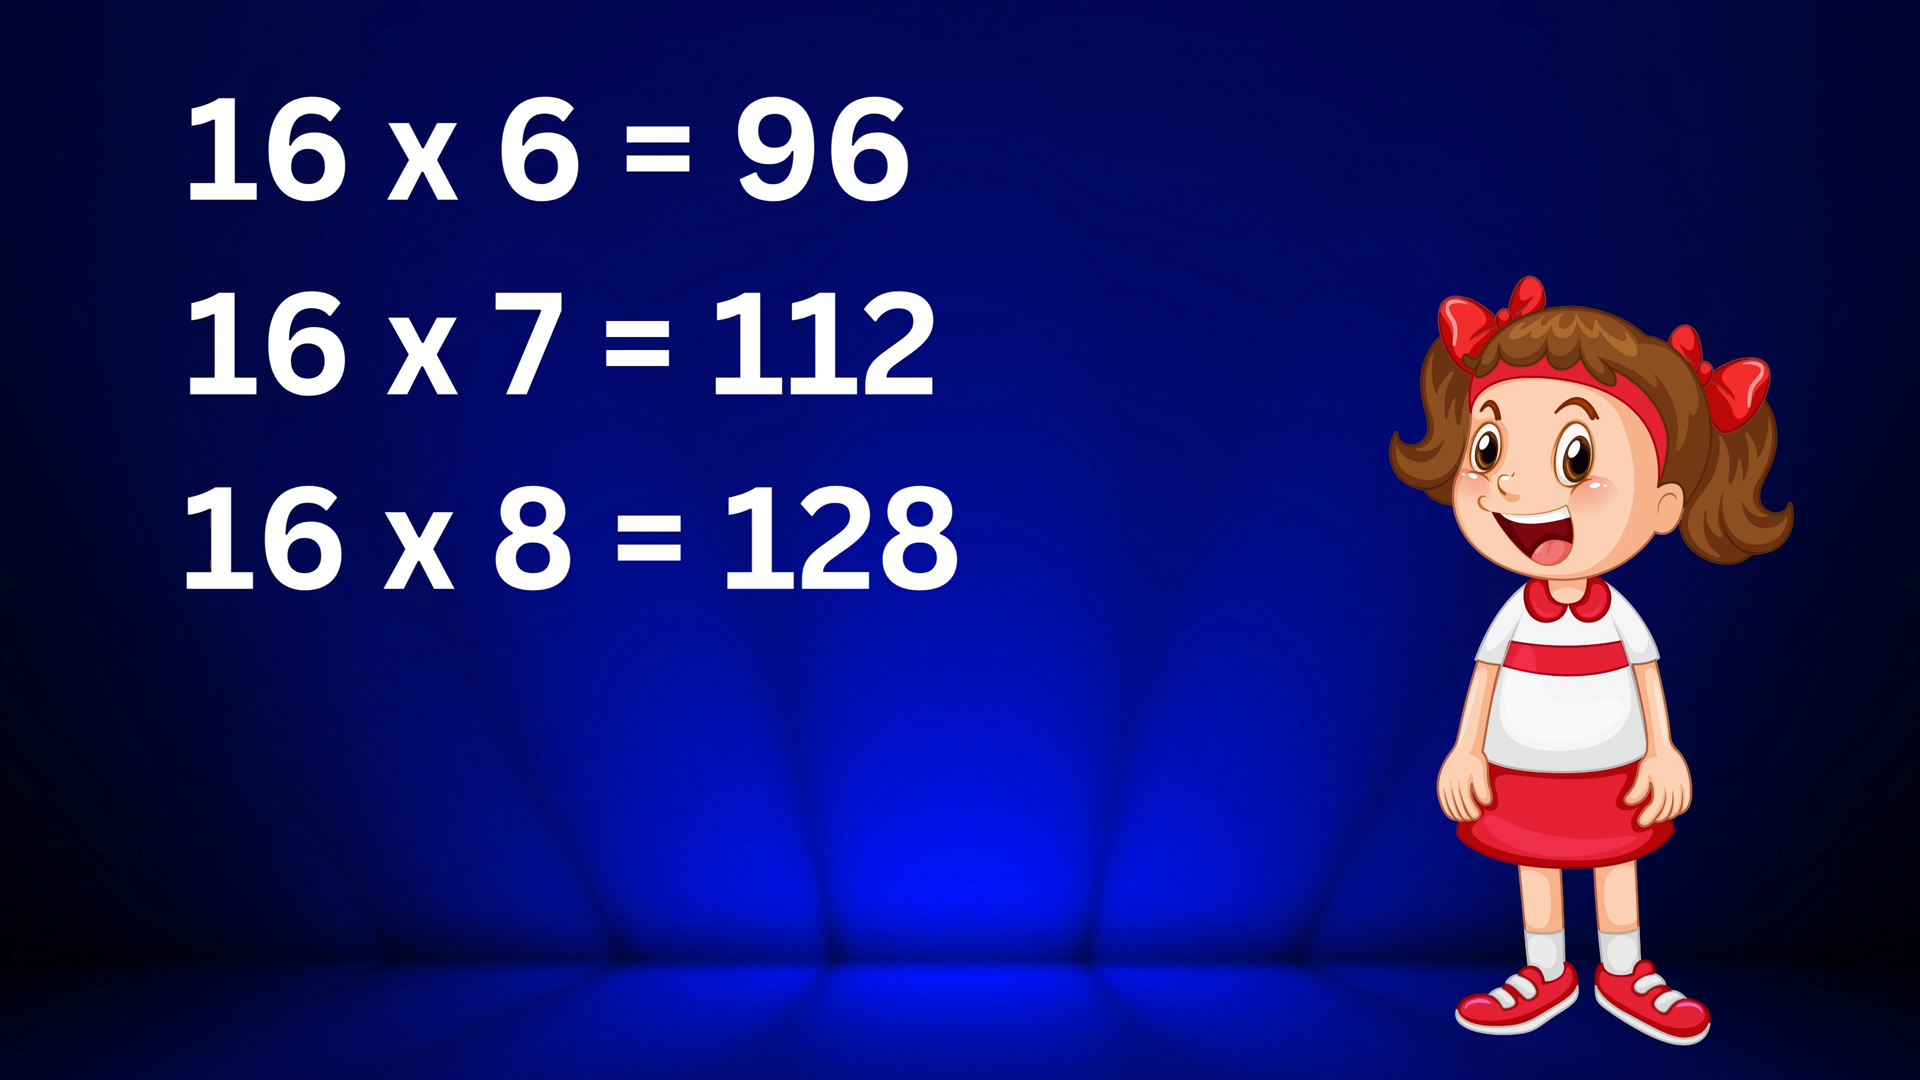 16 x 6 = 96
16 x 7 = 112
16 x 8 = 128